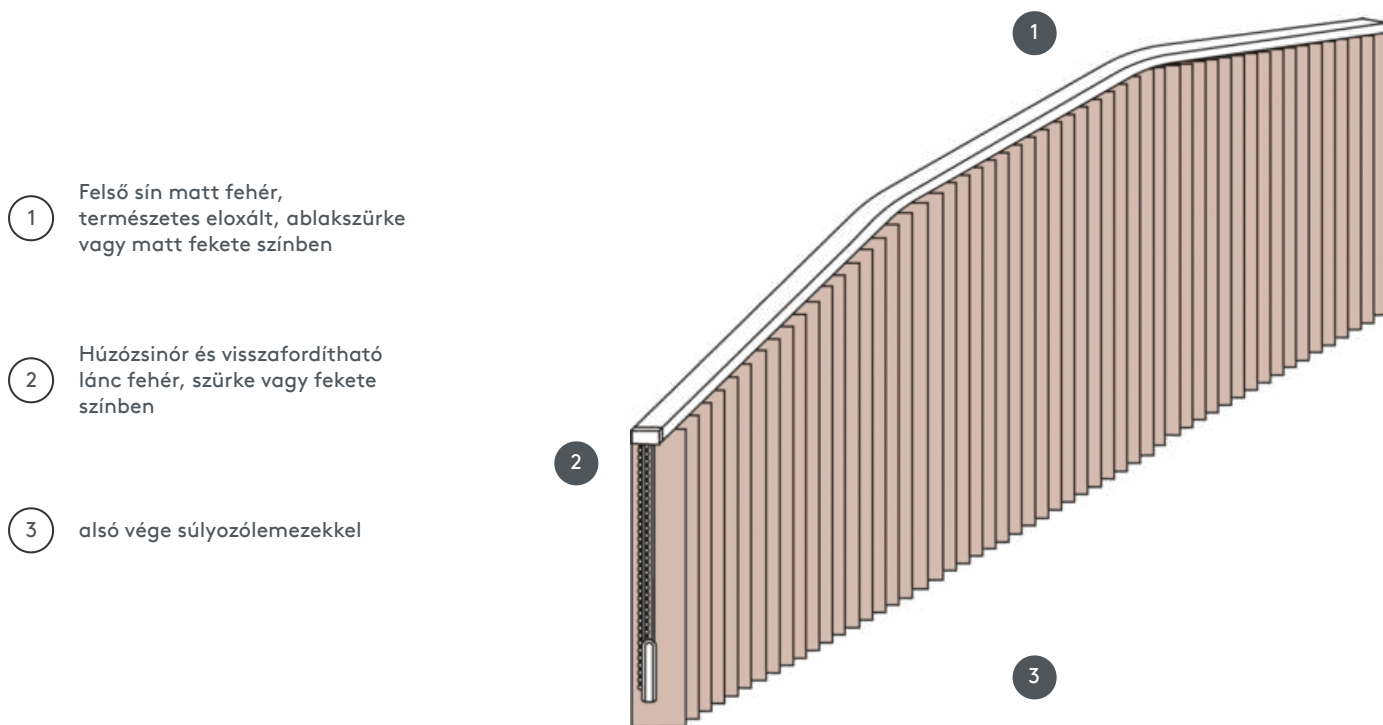 1
Felső sín matt fehér,
természetes eloxált, ablakszürke
vagy matt fekete színben
2
Húzózsinór és visszafordítható
lánc fehér, szürke vagy fekete
színben
3
alsó vége súlyozólemezekkel
1
2
3